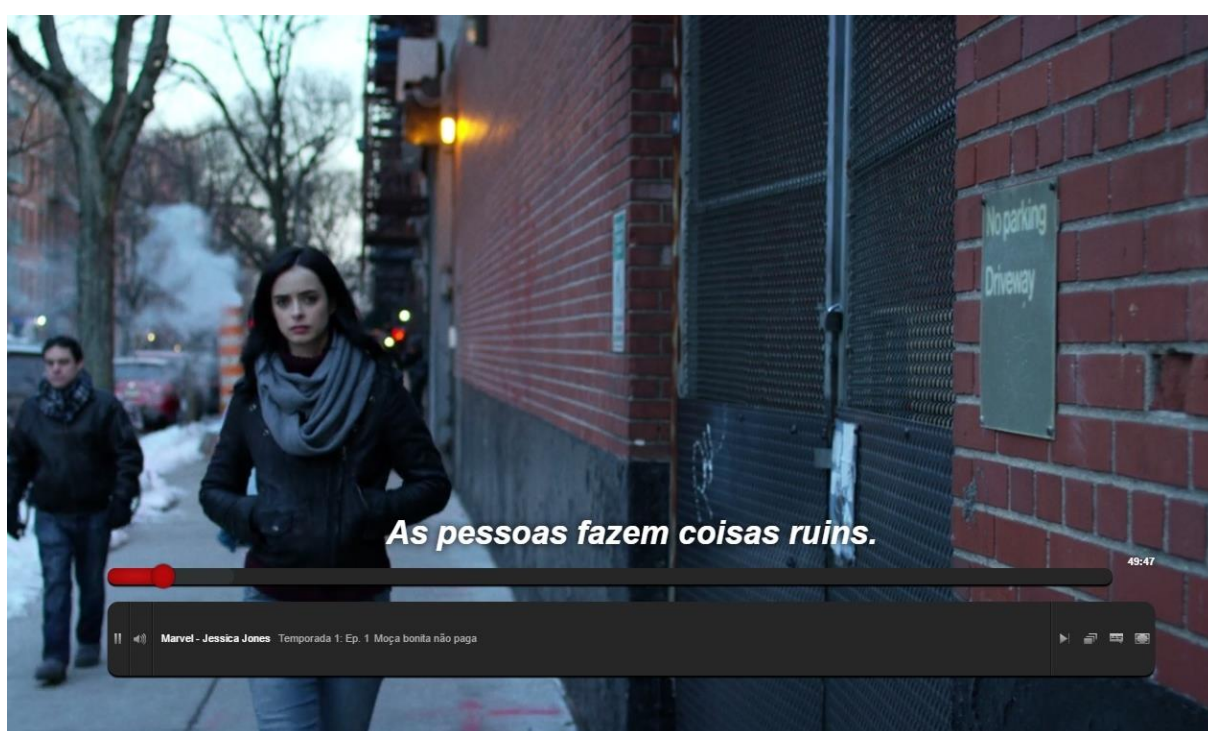 No parking
Driveway
As pessoas fazem coisas ruins.
49:47
Marvel - Jessica Jones Temporada 1: Ep. 1 Moça bonita não paga